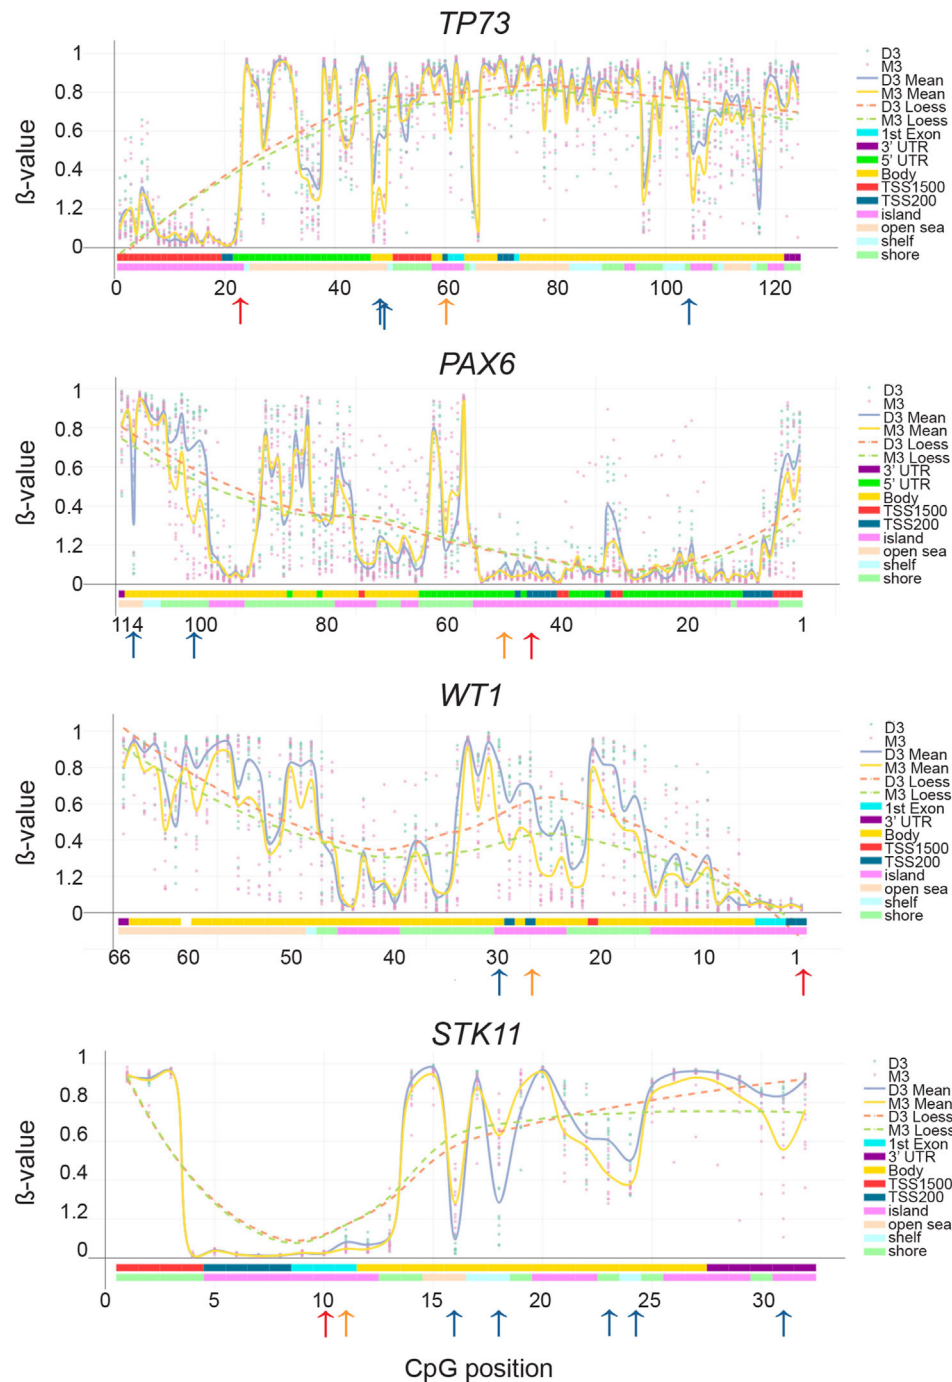 TP73
ß-value
1
0.8
0.6
0.4
1.2
0
0 20 40 60 80 100 120
D3
M3
D3 Mean
M3 Mean
D3 Loess
M3 Loess
1st Exon
3' UTR
5' UTR
Body
TSS1500
TSS200
island
open sea
shelf
shore
PAX6
ß-value
1
0.8
0.6
0.4
1.2
0
114 100 80 60 40 20 1
D3
M3
D3 Mean
M3 Mean
D3 Loess
M3 Loess
3' UTR
5' UTR
Body
TSS1500
TSS200
island
open sea
shelf
shore
WT1
ß-value
1
0.8
0.6
0.4
1.2
0
66 60 50 40 30 20 10 1
D3
M3
D3 Mean
M3 Mean
D3 Loess
M3 Loess
1st Exon
3' UTR
Body
TSS1500
TSS200
island
open sea
shelf
shore
STK11
ß-value
1
0.8
0.6
0.4
1.2
0
0 5 10 15 20 25 30
D3
M3
D3 Mean
M3 Mean
D3 Loess
M3 Loess
1st Exon
3' UTR
Body
TSS1500
TSS200
island
open sea
shelf
shore
CpG position